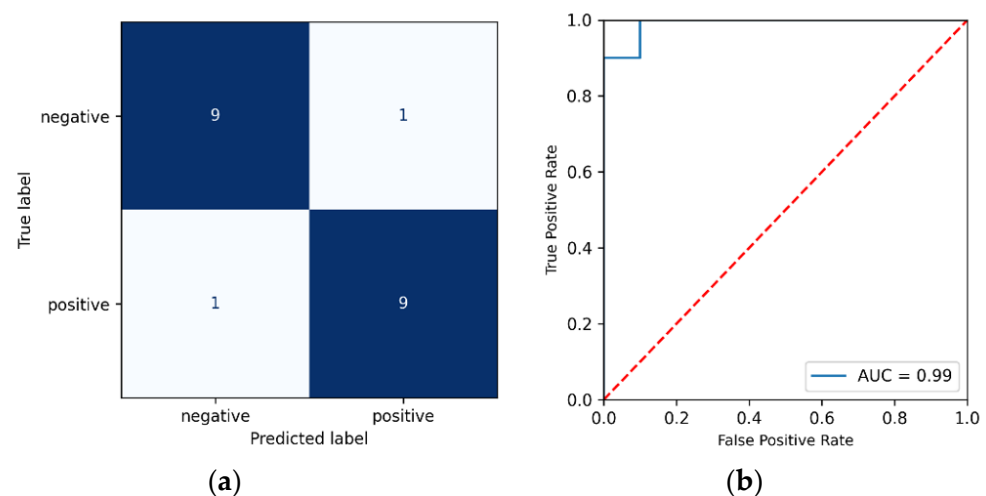 negative
9
1
positive
1
9
True label
negative
positive
Predicted label
(a)
1.0
0.8
0.6
0.4
0.2
0.0
True Positive Rate
AUC = 0.99
0.0
0.2
0.4
0.6
0.8
1.0
False Positive Rate
(b)